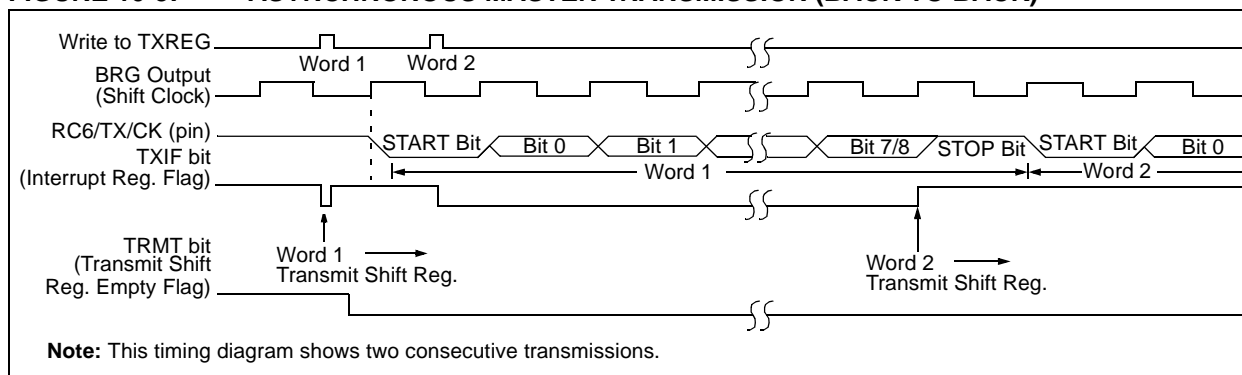 Write to TXREG
Word 1
Word 2
BRG Output
(Shift Clock)
RC6/TX/CK (pin)
START Bit
Bit 0
Bit 1
Bit 7/8
STOP Bit
START Bit
Bit 0
TXIF bit
(Interrupt Reg. Flag)
Word 1
Word 2
Word 1
Transmit Shift Reg.
Word 2
Transmit Shift Reg.
TRMT bit
(Transmit Shift
Reg. Empty Flag)
Note: This timing diagram shows two consecutive transmissions.